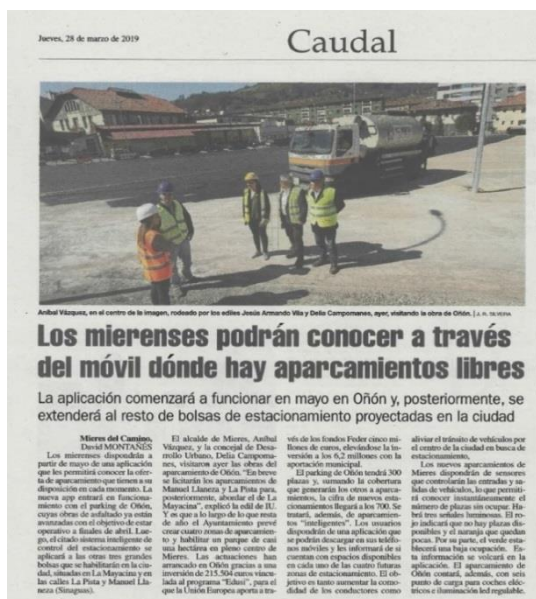 Jueves, 28 de marzo de 2019
Caudal
Aníbal Vázquez, en el centro de la imagen, rodeado por los ediles Jesús Armando Vila y Delia Campomanes, ayer, visitando la obra de Oñón. | J. R. SILVEIRA
Los mierenses podrán conocer a través
del móvil dónde hay aparcamientos libres
La aplicación comenzará a funcionar en mayo en Oñón y, posteriormente, se
extenderá al resto de bolsas de estacionamiento proyectadas en la ciudad
Mieres del Camino,
David MONTAÑÉS
Los mierenses dispondrán a
partir de mayo de una aplicación
que les permitirá conocer la ofer-
ta de aparcamiento que tienen a su
disposición en cada momento. La
nueva app entrará en funciona-
miento con el parking de Oñón,
cuyas obras de asfaltado ya están
avanzadas con el objetivo de estar
operativo a finales de abril. Lue-
go, el citado sistema inteligente de
control del estacionamiento se
aplicará a las otras tres grandes
bolsas que se habilitarán en la ciu-
dad, situadas en La Mayacina y en
las calles La Pista y Manuel Lla-
neza (Sinaguas).
El alcalde de Mieres, Aníbal
Vázquez, y la concejal de Desa-
rrollo Urbano, Delia Campoma-
nes, visitaron ayer las obras del
aparcamiento de Oñón. "En breve
se licitarán los aparcamientos de
Manuel Llaneza y La Pista para,
posteriormente, abordar el de La
Mayacina", explicó el edil de IU.
Y es que a lo largo de lo que resta
de año el Ayuntamiento prevé
crear cuatro zonas de aparcamien-
to y habilitar un parque de casi
una hectárea en pleno centro de
Mieres. Las actuaciones han
arrancado en Oñón gracias a una
inversión de 215.504 euros vincu-
lada al programa "Edusi", para el
que la Unión Europea aporta a tra-
vés de los fondos Feder cinco mi-
llones de euros, elevándose la in-
versión a los 6,2 millones con la
aportación municipal.
El parking de Oñón tendrá 300
plazas y, sumando la cobertura
que generarán los otros a aparca-
mientos, la cifra de nuevos esta-
cionamientos llegará a los 700. Se
tratará, además, de aparcamien-
tos "inteligentes". Los usuarios
dispondrán de una aplicación que
se podrán descargar en sus teléfo-
nos móviles y les informará de si
cuentan con espacios disponibles
en cada uno de las cuatro futuras
zonas de estacionamiento. El ob-
jetivo es tanto aumentar la como-
didad de los conductores como
aliviar el tránsito de vehículos por
el centro de la ciudad en busca de
estacionamiento.
Los nuevos aparcamientos de
Mieres dispondrán de sensores
que controlarán las entradas y sa-
lidas de vehículos, lo que permiti-
rá conocer instantáneamente el
número de plazas sin ocupar. Ha-
brá tres señales luminosas. El ro-
jo indicará que no hay plazas dis-
ponibles y el naranja que quedan
pocas. Por su parte, el verde esta-
blecerá una baja ocupación. Es-
ta información se volcará en la
aplicación. El aparcamiento de
Oñón contará, además, con seis
punto de carga para coches eléc-
tricos e iluminación led regulable.